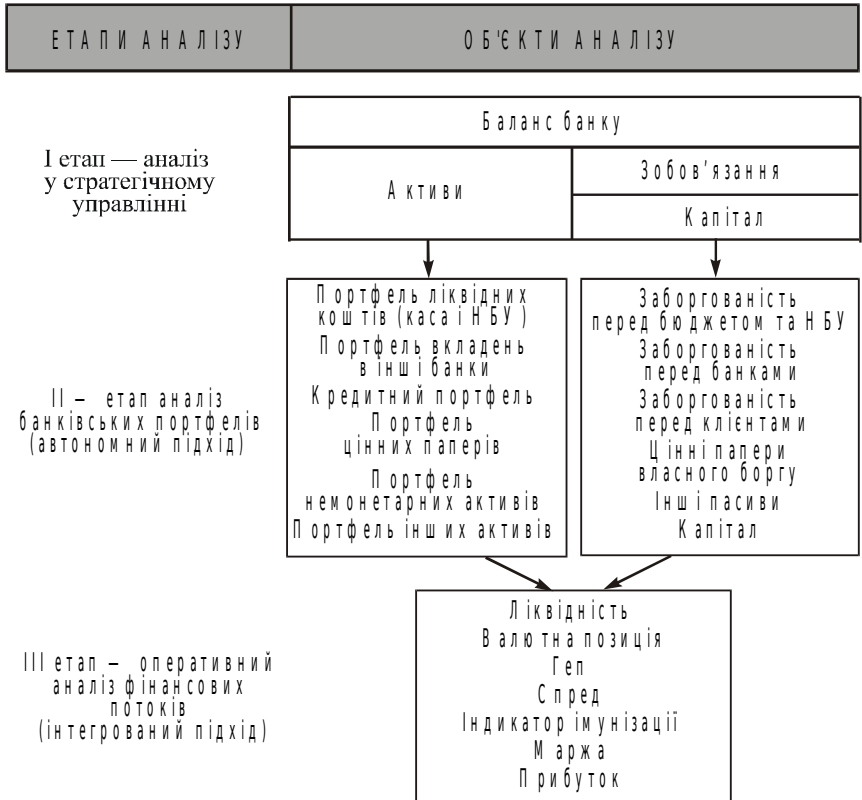 ЕТАПИ АНАЛІЗУ
ОБ'ЄКТИ АНАЛІЗУ
І етап — аналіз
у стратегічному
управлінні
Баланс банку
Активи
Зобов'язання
Капітал
ІІ – етап аналіз
банківських портфелів
(автономний підхід)
Портфель ліквідних
коштів (каса і НБУ)
Портфель вкладень
в інші банки
Кредитний портфель
Портфель
цінних паперів
Портфель
немонетарних активів
Портфель інших активів
Заборгованість
перед бюджетом та НБУ
Заборгованість
перед банками
Заборгованість
перед клієнтами
Цінні папери
власного боргу
Інші пасиви
Капітал
ІІІ етап – оперативний
аналіз фінансових
потоків
(інтегрований підхід)
Ліквідність
Валютна позиція
Геп
Спред
Індикатор імунізації
Маржа
Прибуток